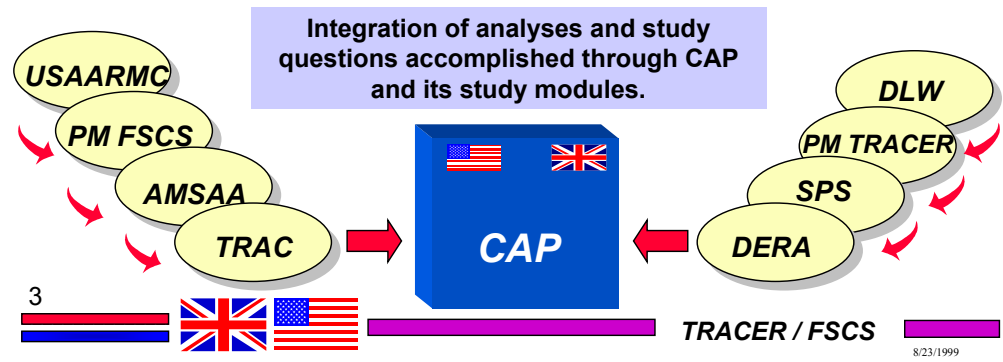 Integration of analyses and study
questions accomplished through CAP
and its study modules.
USAARMC
PM FSCS
AMSAA
TRAC
CAP
DLW
PM TRACER
SPS
DERA
3
TRACER / FSCS
8/23/1999